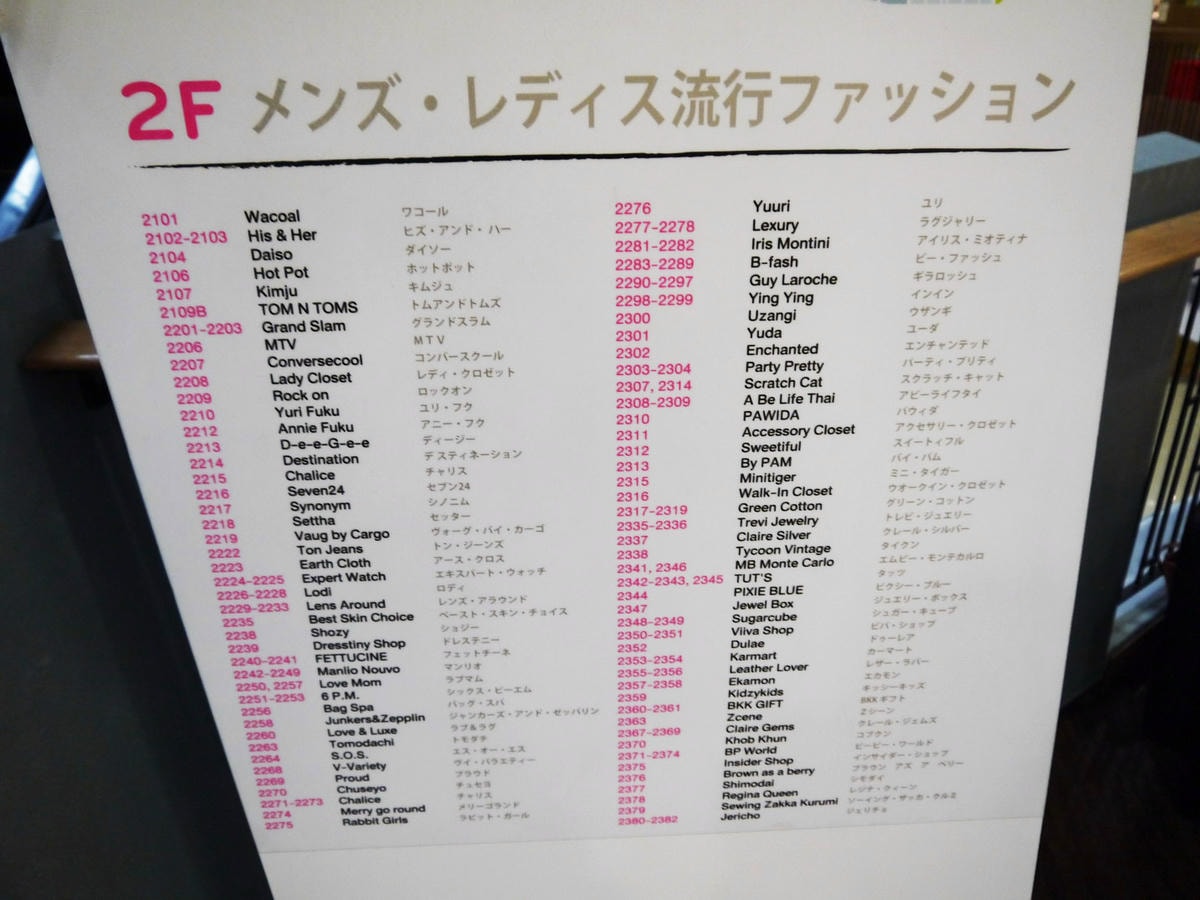 2F メンズ・レディス流行ファッション
2101 Wacoal ワコール
2102-2103 His & Her ヒズ・アンド・ハー
2104 Daiso ダイソー
2106 Hot Pot ホットポット
2107 Kimju キムジュ
2109B TOM N TOMS トムアンドトムズ
2201-2203 Grand Slam グランドスラム
2206 MTV MTV
2207 Conversecool コンバースクール
2208 Lady Closet レディ・クロゼット
2209 Rock on ロックオン
2210 Yuri Fuku ユリ・フク
2212 Annie Fuku アニー・フク
2213 D-e-e-G-e-e ディージー
2214 Destination デスティネーション
2215 Chalice チャリス
2216 Seven24 セブン24
2217 Synonym シノニム
2218 Settha セッター
2219 Vaug by Cargo ヴォーグ・バイ・カーゴ
2222 Ton Jeans トン・ジーンズ
2223 Earth Cloth アース・クロス
2224-2225 Expert Watch エキスパート・ウォッチ
2226-2228 Lodi ロディ
2229-2233 Lens Around レンズ・アラウンド
2235 Best Skin Choice ベースト・スキン・チョイス
2238 Shozy ショジー
2239 Dresstiny Shop ドレステニー
2240-2241 FETTUCINE フェットチーネ
2242-2249 Manlio Nouvo マンリオ
2250, 2257 Love Mom ラブマム
2251-2253 6 P.M. シックス・ピーエム
2256 Bag Spa バッグ・スパ
2258 Junkers&Zepplin ジャンカーズ・アンド・ゼッパリン
2260 Love & Luxe ラブ&ラグ
2263 Tomodachi トモダチ
2264 S.O.S. エス・オー・エス
2268 V-Variety ヴイ・バラエティー
2269 Proud プラウド
2270 Chuseyo チュセヨ
2271-2273 Chalice チャリス
2274 Merry go round メリーゴランド
2275 Rabbit Girls ラビット・ガール
2276 Yuuri ユリ
2277-2278 Lexury ラグジャリー
2281-2282 Iris Montini アイリス・ミオティナ
2283-2289 B-fash ビー・ファッシュ
2290-2297 Guy Laroche ギラロッシュ
2298-2299 Ying Ying インイン
2300 Uzangi ウザンギ
2301 Yuda ユーダ
2302 Enchanted エンチャンテッド
2303-2304 Party Pretty パーティ・プリティ
2307, 2314 Scratch Cat スクラッチ・キャット
2308-2309 A Be Life Thai アビーライフタイ
2310 PAWIDA パウィダ
2311 Accessory Closet アクセサリー・クロゼット
2312 Sweetiful スイートィフル
2313 By PAM バイ・パム
2315 Minitiger ミニ・タイガー
2316 Walk-In Closet ウオークイン・クロゼット
2317-2319 Green Cotton グリーン・コットン
2335-2336 Trevi Jewelry トレビ・ジュエリー
2337 Claire Silver クレール・シルバー
2338 Tycoon Vintage タイクン
2341, 2346 MB Monte Carlo エムビー・モンテカルロ
2342-2343, 2345 TUT'S タッツ
2344 PIXIE BLUE ピクシー・ブルー
2347 Jewel Box ジュエリー・ボックス
2348-2349 Sugarcube シュガー・キューブ
2350-2351 Viiva Shop ビバ・ショップ
2352 Dulae ドゥーレア
2353-2354 Karmart カーマート
2355-2356 Leather Lover レザー・ラバー
2357-2358 Ekamon エカモン
2359 Kidzykids キッシーキッズ
2360-2361 BKK GIFT BKKギフト
2363 Zcene Zシーン
2367-2369 Claire Gems クレール・ジェムズ
2370 Khob Khun コブクン
2371-2374 BP World ビーピー・ワールド
2375 Insider Shop インサイダー・ショップ
2376 Brown as a berry ブラウン アズ ア ベリー
2377 Shimodai シモダイ
2378 Regina Queen レジナ・クィーン
2379 Sewing Zakka Kurumi ソーイング・ザッカ・クルミ
2380-2382 Jericho ジェリチョ